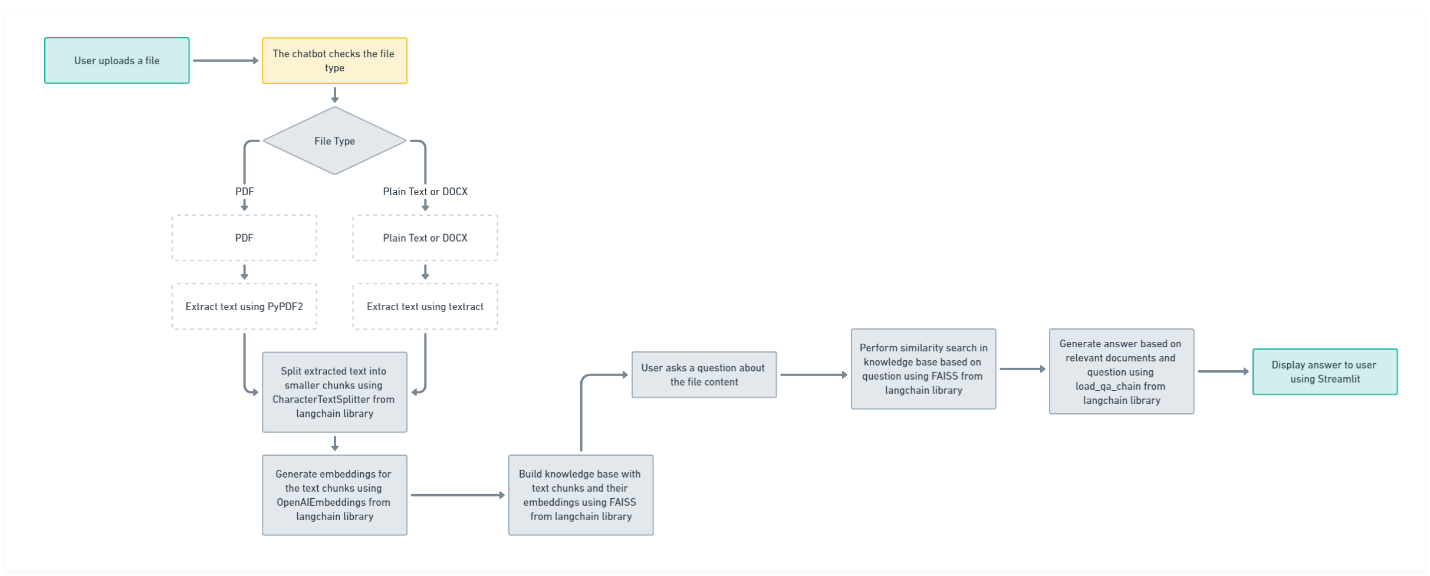 User uploads a file
The chatbot checks the file
type
File Type
PDF
Plain Text or DOCX
PDF
Plain Text or DOCX
Extract text using PyPDF2
Extract text using textract
Split extracted text into
smaller chunks using
CharacterTextSplitter from
langchain library
Generate embeddings for
the text chunks using
OpenAIEmbeddings from
langchain library
Build knowledge base with
text chunks and their
embeddings using FAISS
from langchain library
User asks a question about
the file content
Perform similarity search in
knowledge base based on
question using FAISS from
langchain library
Generate answer based on
relevant documents and
question using
load_qa_chain from
langchain library
Display answer to user
using Streamlit